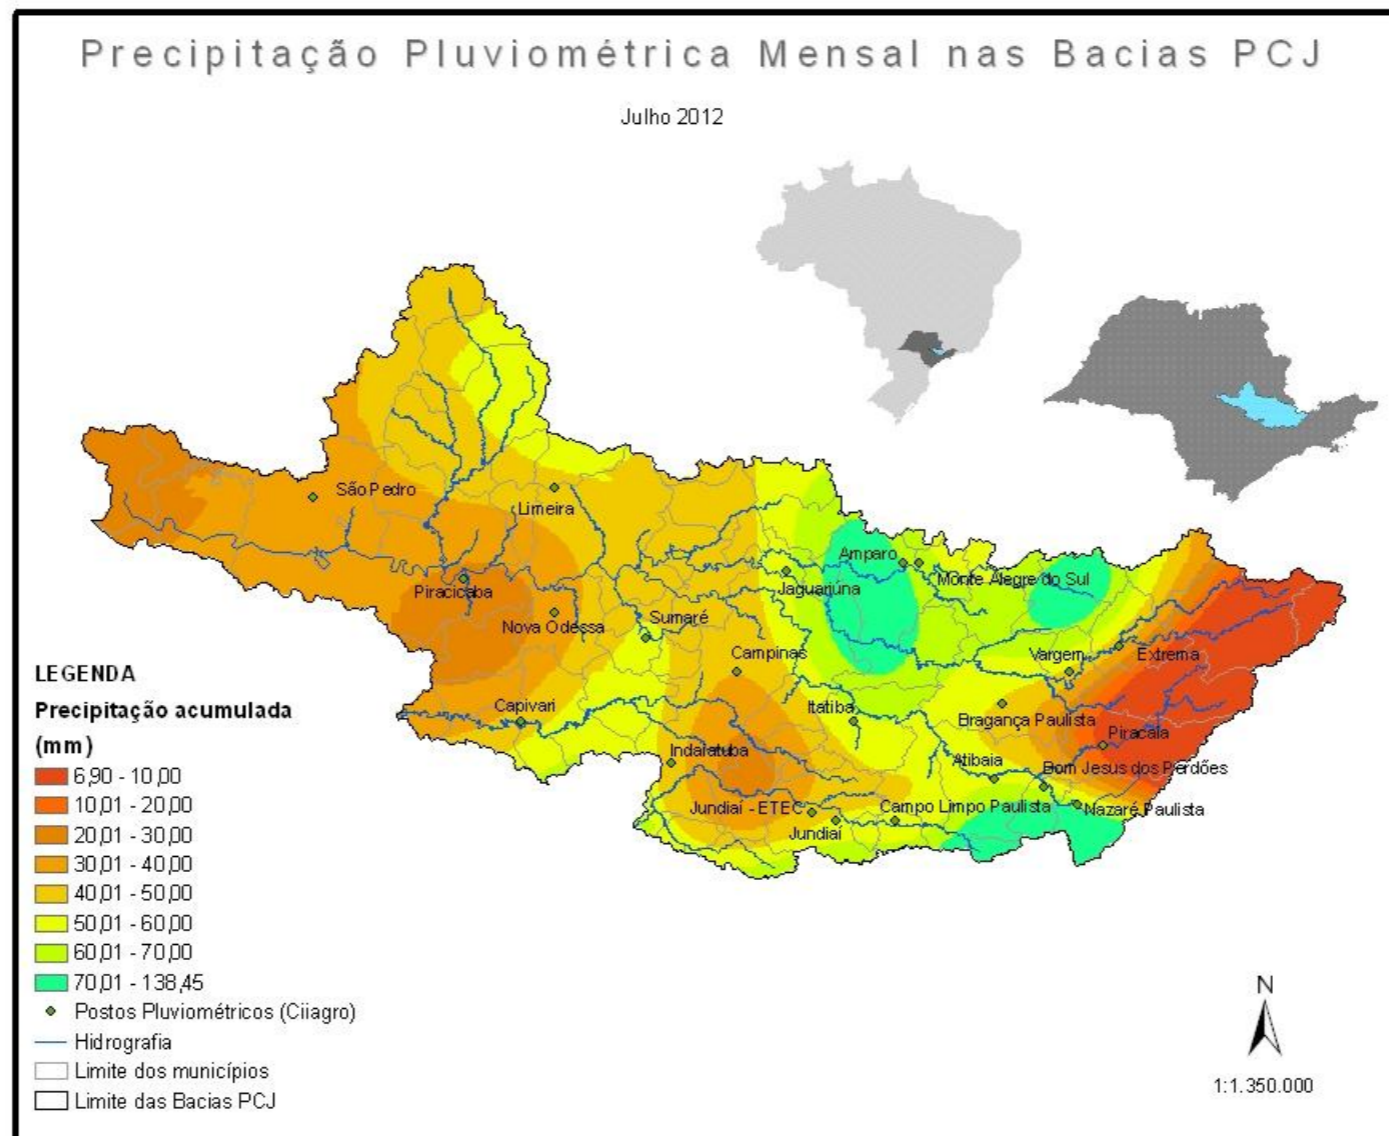 Precipitação Pluviométrica Mensal nas Bacias PCJ
Julho 2012
São Pedro
Limeira
Amparo
Monte Alegre do Sul
Jaguariúna
Piracicaba
Nova Odessa
Sumaré
Campinas
Vargem
Extrema
Capivari
Itatiba
Bragança Paulista
Piracaia
Indaiatuba
Atibaia
Bom Jesus dos Perdões
Jundiaí - ETEC
Campo Limpo Paulista
Nazaré Paulista
Jundiaí
LEGENDA
Precipitação acumulada
(mm)
6,90 - 10,00
10,01 - 20,00
20,01 - 30,00
30,01 - 40,00
40,01 - 50,00
50,01 - 60,00
60,01 - 70,00
70,01 - 138,45
Postos Pluviométricos (Ciiagro)
Hidrografia
Limite dos municípios
Limite das Bacias PCJ
N
1:1.350.000